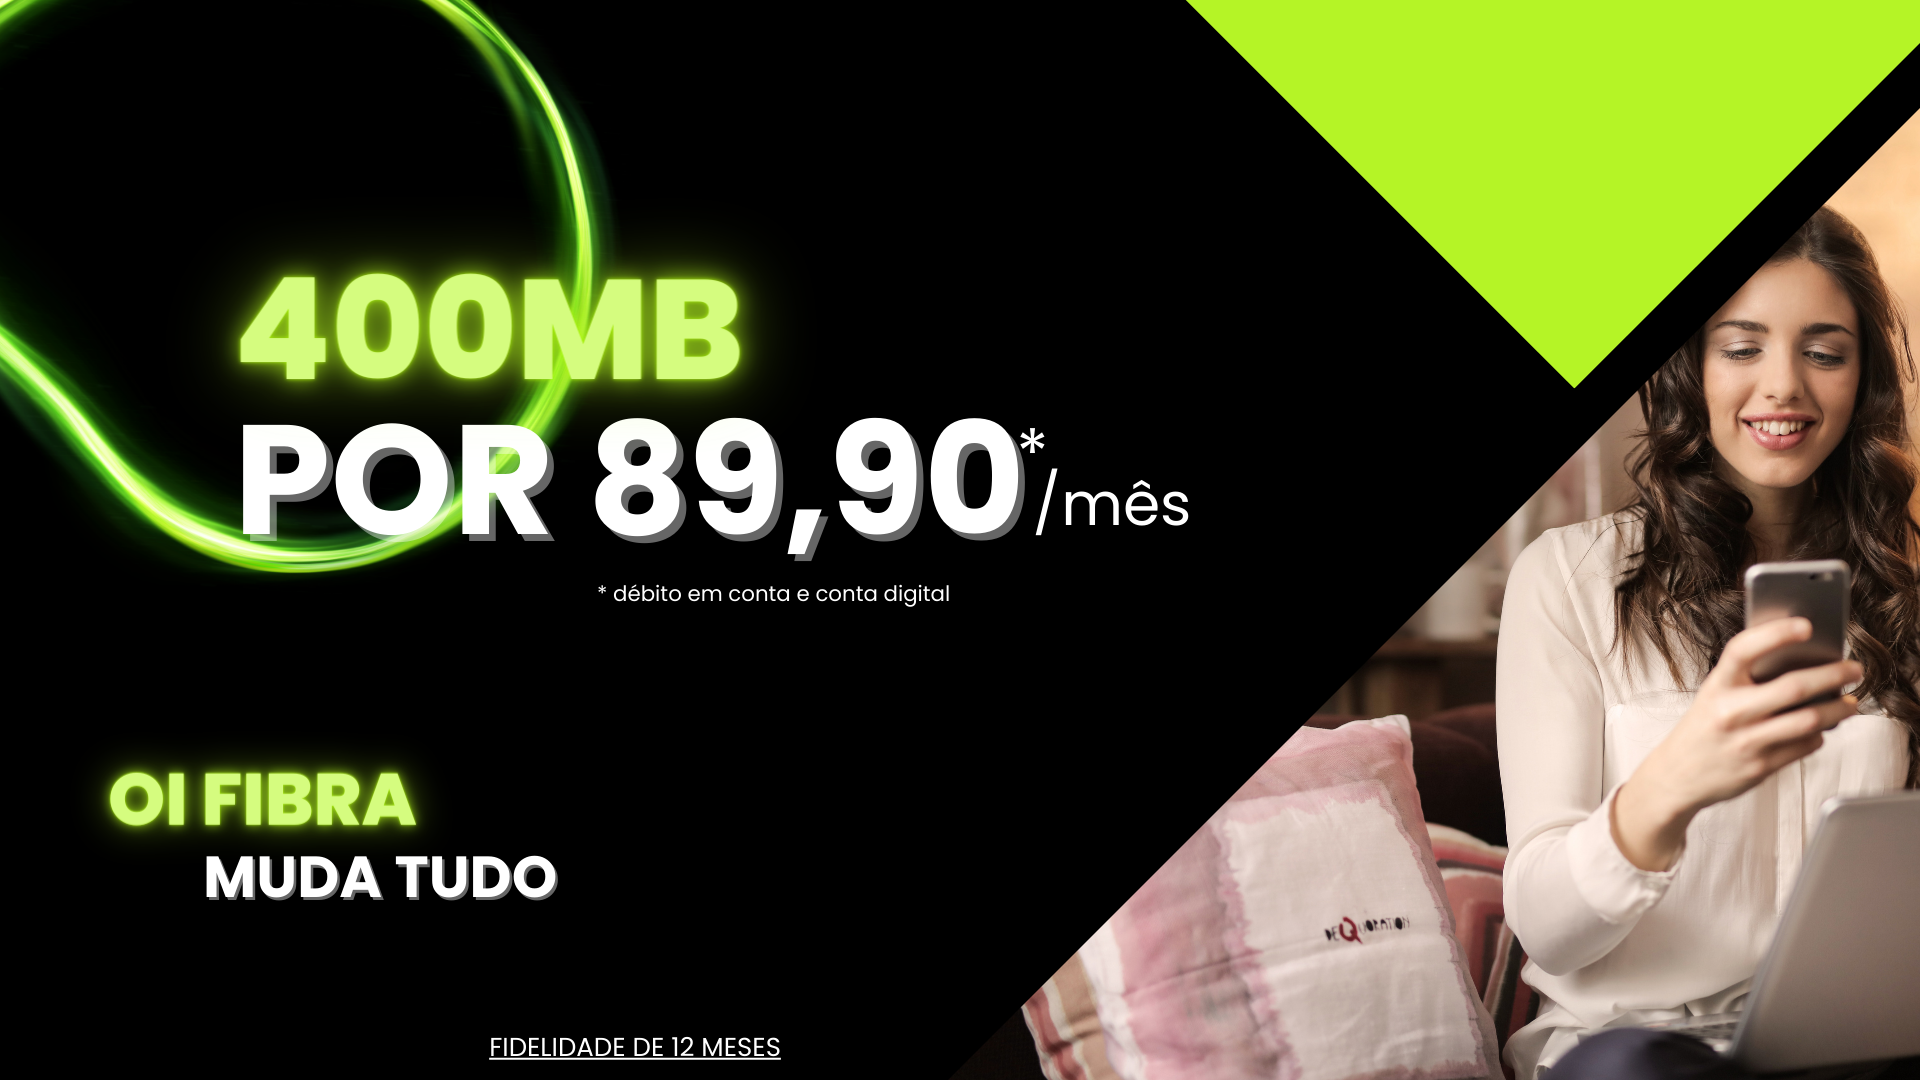 400MB
POR 89,90*/mês
* débito em conta e conta digital
OI FIBRA
MUDA TUDO
FIDELIDADE DE 12 MESES